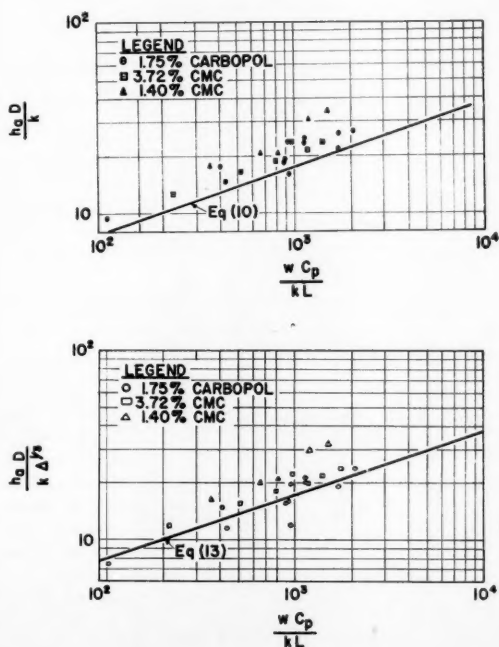 10²
LEGEND
● 1.75% CARBOPOL
■ 3.72% CMC
▲ 1.40% CMC
hₐD
k
10
Eq (10)
10² 10³ 10⁴
w Cp
kL
10²
LEGEND
○ 1.75% CARBOPOL
□ 3.72% CMC
△ 1.40% CMC
hₐD
k Δ^⅓
10
Eq (13)
10² 10³ 10⁴
w Cp
kL